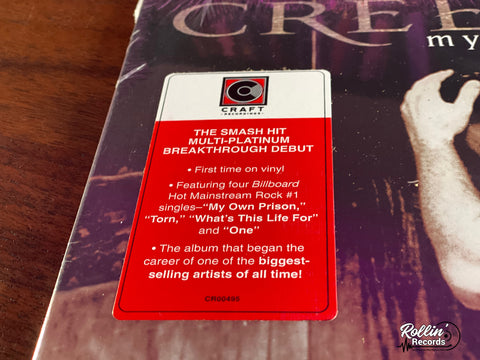 CREE
my
CRAFT
RECORDINGS
THE SMASH HIT
MULTI-PLATINUM
BREAKTHROUGH DEBUT
• First time on vinyl
• Featuring four Billboard
Hot Mainstream Rock #1
singles–“My Own Prison,”
“Torn,” “What’s This Life For”
and “One”
• The album that began the
career of one of the biggest-
selling artists of all time!
CR00495
Rollin'
Records